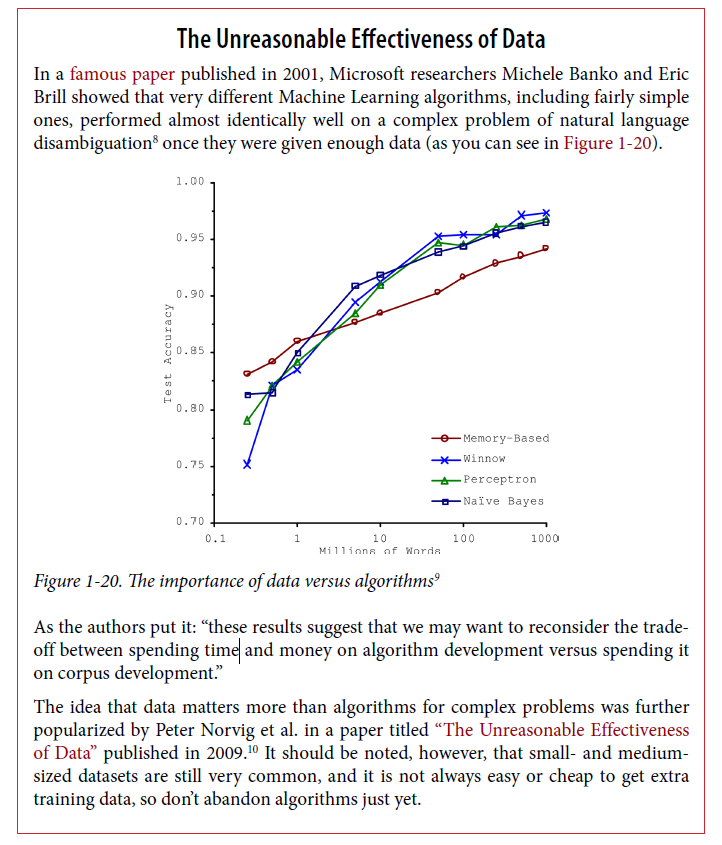 The Unreasonable Effectiveness of Data
In a famous paper published in 2001, Microsoft researchers Michele Banko and Eric
Brill showed that very different Machine Learning algorithms, including fairly simple
ones, performed almost identically well on a complex problem of natural language
disambiguation⁸ once they were given enough data (as you can see in Figure 1-20).
1.00
0.95
0.90
0.85
0.80
0.75
0.70
Test Accuracy
Memory-Based
Winnow
Perceptron
Naïve Bayes
0.1 1 10 100 1000
Millions of Words
Figure 1-20. The importance of data versus algorithms⁹
As the authors put it: “these results suggest that we may want to reconsider the trade-
off between spending time and money on algorithm development versus spending it
on corpus development.”
The idea that data matters more than algorithms for complex problems was further
popularized by Peter Norvig et al. in a paper titled “The Unreasonable Effectiveness
of Data” published in 2009.¹⁰ It should be noted, however, that small- and medium-
sized datasets are still very common, and it is not always easy or cheap to get extra
training data, so don’t abandon algorithms just yet.